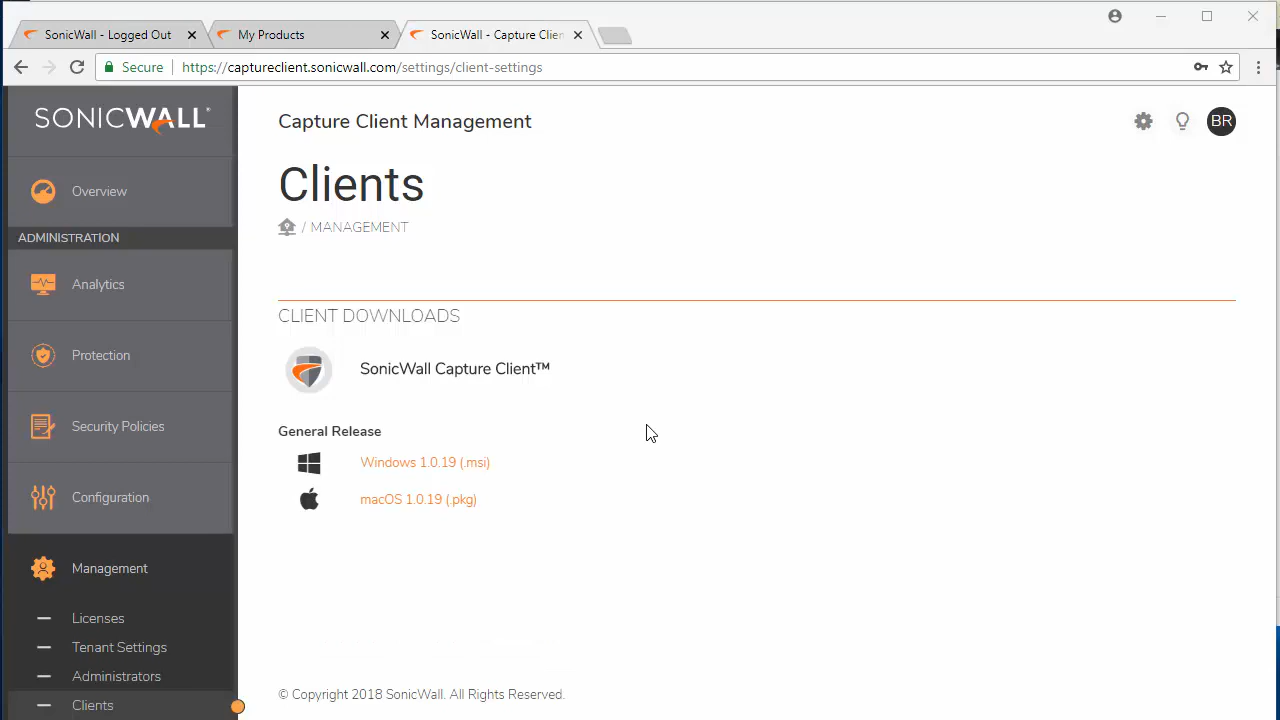 SonicWall - Logged Out
My Products
SonicWall - Capture Clien
Secure
https://captureclient.sonicwall.com/settings/client-settings
SONICWALL®
Capture Client Management
BR
Clients
/ MANAGEMENT
Overview
ADMINISTRATION
Analytics
Protection
Security Policies
Configuration
Management
Licenses
Tenant Settings
Administrators
Clients
CLIENT DOWNLOADS
SonicWall Capture Client™
General Release
Windows 1.0.19 (.msi)
macOS 1.0.19 (.pkg)
© Copyright 2018 SonicWall. All Rights Reserved.